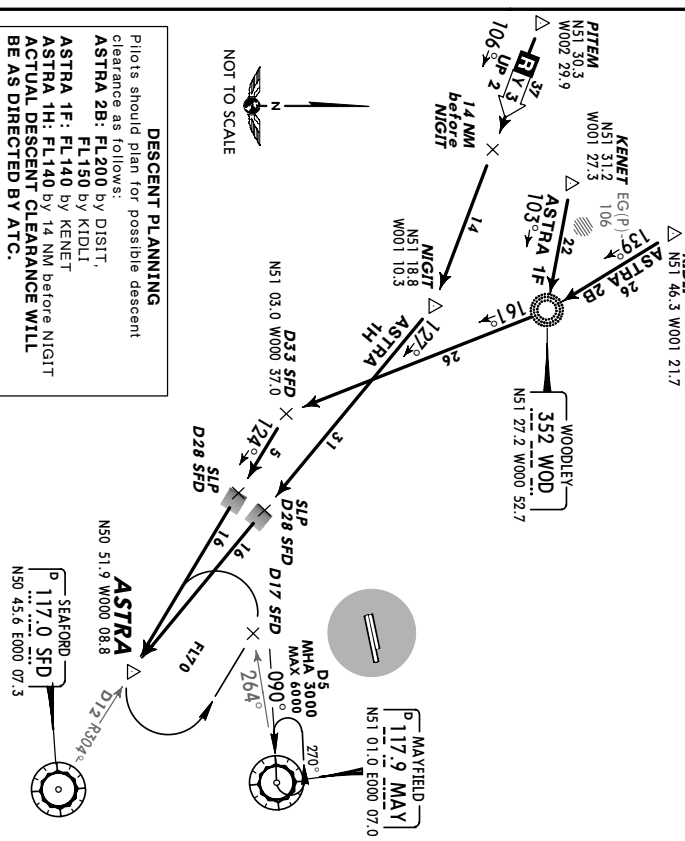 PITEM
N51 30.3
W002 29.9
37
R Y 3
UP 2
106°
14 NM
before
NIGIT
14
KENET
N51 31.2
W001 27.3
EG(P)-
106
22
ASTRA 1F
103°
N51 46.3 W001 21.7
139°
ASTRA 2B
26
WOODLEY
352 WOD
N51 27.2 W000 52.7
161°
26
NIGIT
N51 18.8
W001 10.3
127°
ASTRA
1H
31
D33 SFD
N51 03.0 W000 37.0
124°
5
SLP
D28 SFD
SLP
D28 SFD
16
16
D17 SFD
ASTRA
N50 51.9 W000 08.8
FL70
264°
090°
D5
MHA 3000
MAX 6000
270°
MAYFIELD
D 117.9 MAY
N51 01.0 E000 07.0
D12 R304°
SEAFORD
D 117.0 SFD
N50 45.6 E000 07.3
N
NOT TO SCALE
DESCENT PLANNING
Pilots should plan for possible descent
clearance as follows:
ASTRA 2B: FL200 by DISIT,
FL150 by KIDLI
ASTRA 1F: FL140 by KENET
ASTRA 1H: FL140 by 14 NM before NIGIT
ACTUAL DESCENT CLEARANCE WILL
BE AS DIRECTED BY ATC.